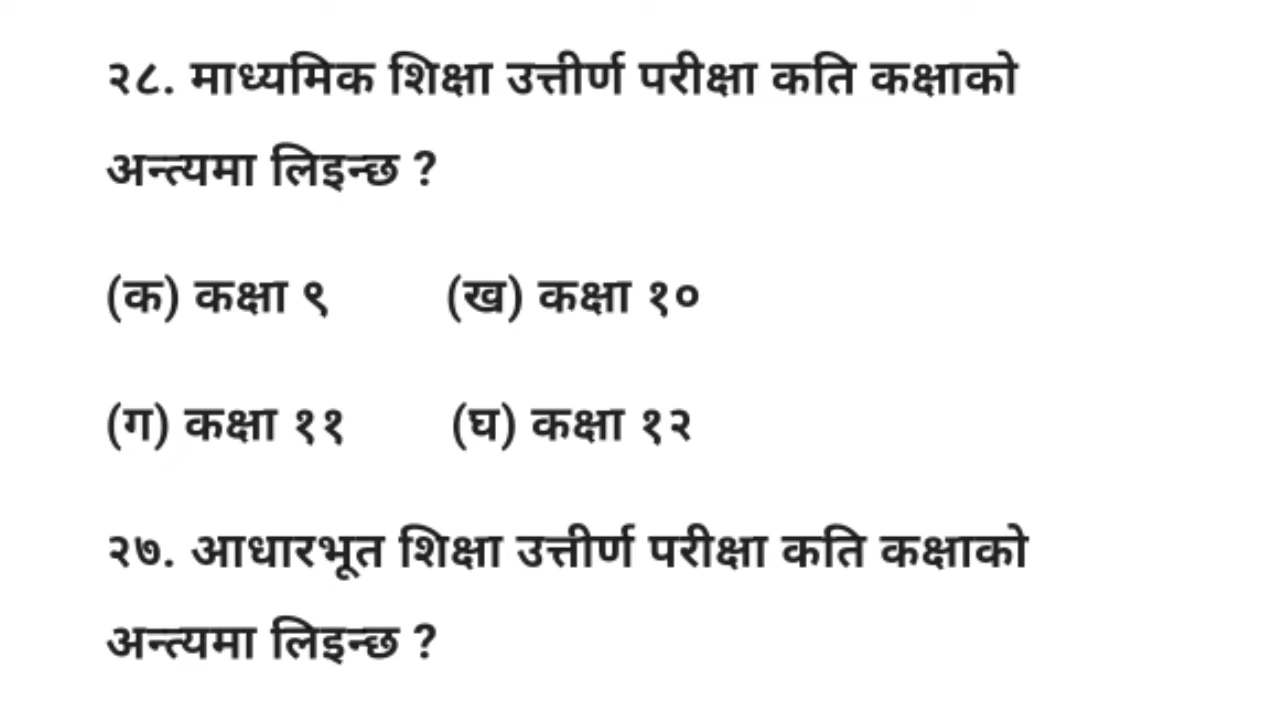 २८. माध्यमिक शिक्षा उत्तीर्ण परीक्षा कति कक्षाको
अन्त्यमा लिइन्छ ?
(क) कक्षा ९ (ख) कक्षा १०
(ग) कक्षा ११ (घ) कक्षा १२
२७. आधारभूत शिक्षा उत्तीर्ण परीक्षा कति कक्षाको
अन्त्यमा लिइन्छ ?